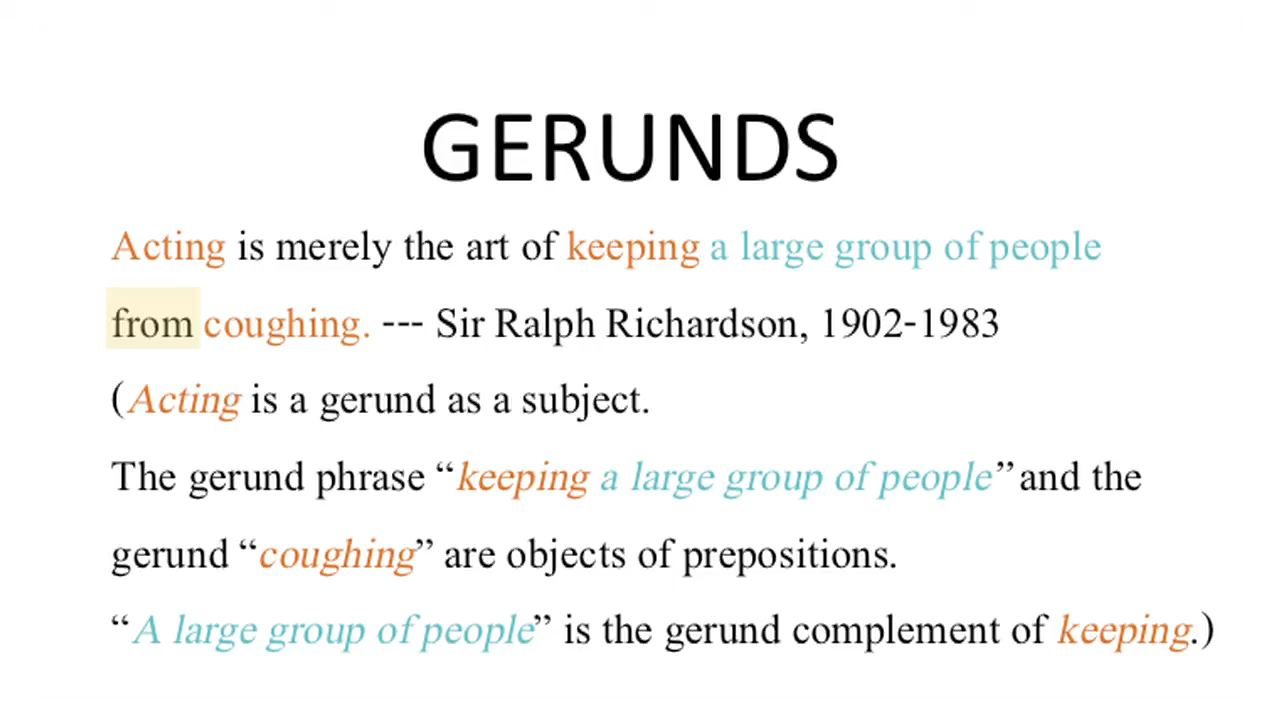 GERUNDS
Acting is merely the art of keeping a large group of people
from coughing. --- Sir Ralph Richardson, 1902-1983
(Acting is a gerund as a subject.
The gerund phrase “keeping a large group of people” and the
gerund “coughing” are objects of prepositions.
“A large group of people” is the gerund complement of keeping.)